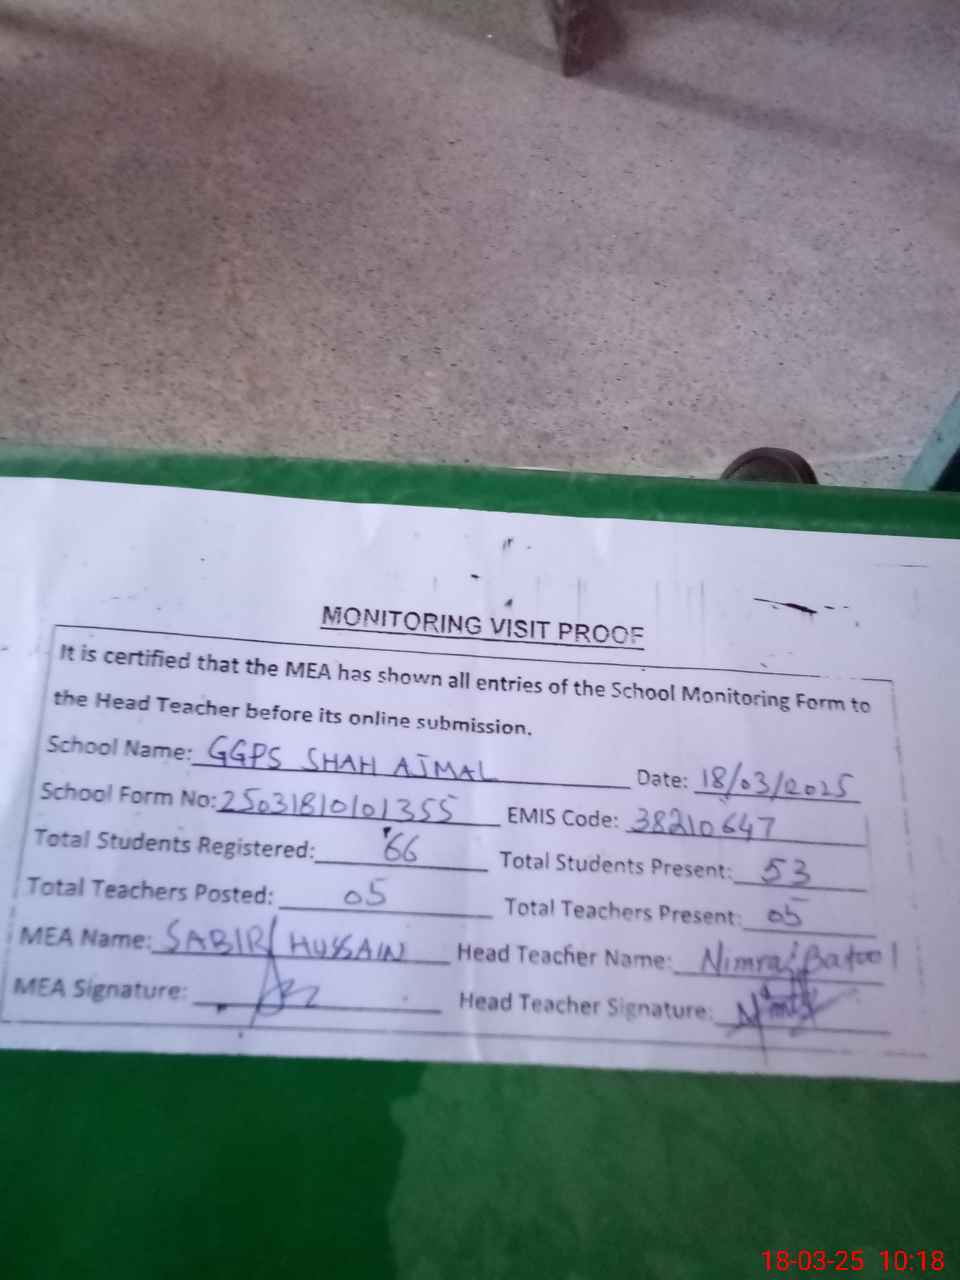 MONITORING VISIT PROOF
It is certified that the MEA has shown all entries of the School Monitoring Form to
the Head Teacher before its online submission.
School Name: GGPS SHAH AJMAL Date: 18/03/2025
School Form No: 25031810101355 EMIS Code: 38210647
Total Students Registered: 66 Total Students Present: 53
Total Teachers Posted: 05 Total Teachers Present: 05
MEA Name: SABIR HUSSAIN Head Teacher Name: Nimra Batool
MEA Signature: Head Teacher Signature:
18-03-25 10:18